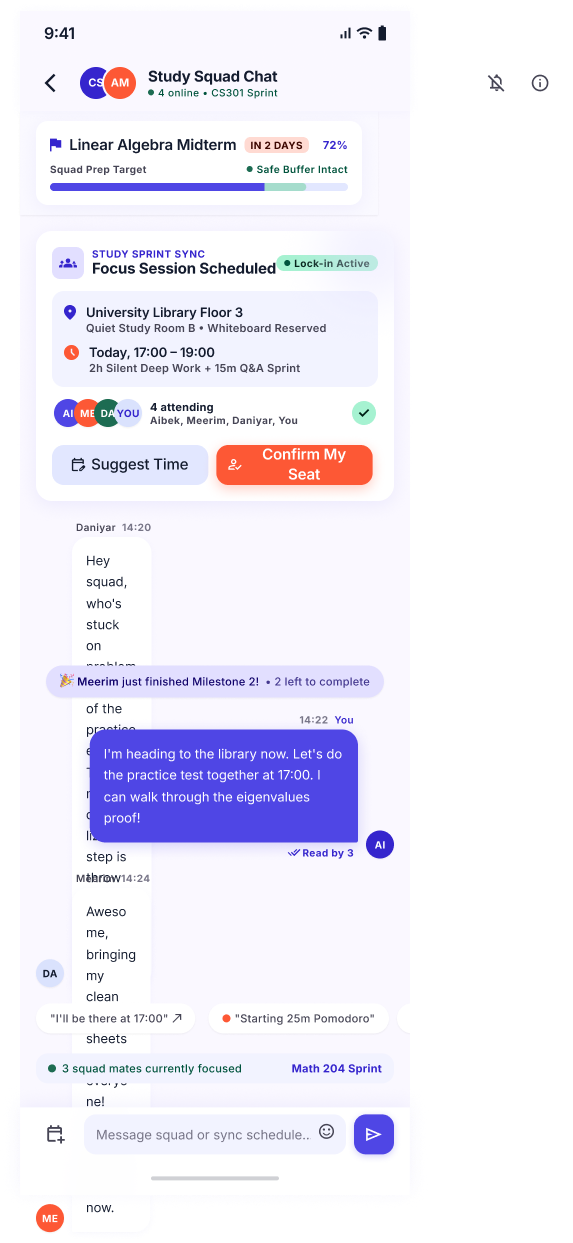 9:41
CS AM
Study Squad Chat
4 online • CS301 Sprint
Linear Algebra Midterm
IN 2 DAYS
72%
Squad Prep Target
Safe Buffer Intact
STUDY SPRINT SYNC
Focus Session Scheduled
Lock-in Active
University Library Floor 3
Quiet Study Room B • Whiteboard Reserved
Today, 17:00 – 19:00
2h Silent Deep Work + 15m Q&A Sprint
AI ME DA YOU
4 attending
Aibek, Meerim, Daniyar, You
Suggest Time
Confirm My
Seat
Daniyar 14:20
Hey
squad,
who's
stuck
on
problem
🎉 Meerim just finished Milestone 2! • 2 left to complete
of the
practice
14:22 You
I'm heading to the library now. Let's do
the practice test together at 17:00. I
can walk through the eigenvalues
proof!
step is
Read by 3
AI
throw
Meerim 14:24
Aweso
me,
bringing
my
clean
DA
"I'll be there at 17:00"
"Starting 25m Pomodoro"
sheets
3 squad mates currently focused
Math 204 Sprint
everyo
ne!
Message squad or sync schedule...
now.
ME